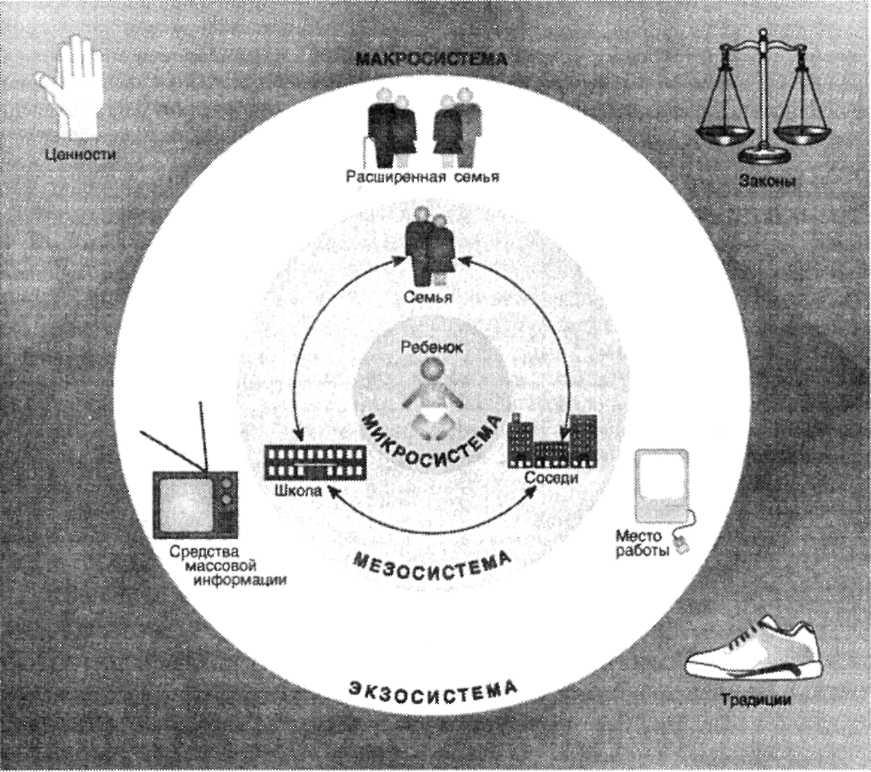 МАКРОСИСТЕМА
Ценности
Законы
Расширенная семья
Семья
Ребенок
МИКРОСИСТЕМА
Школа
Соседи
Средства
массовой
информации
Место
работы
МЕЗОСИСТЕМА
ЭКЗОСИСТЕМА
Традиции